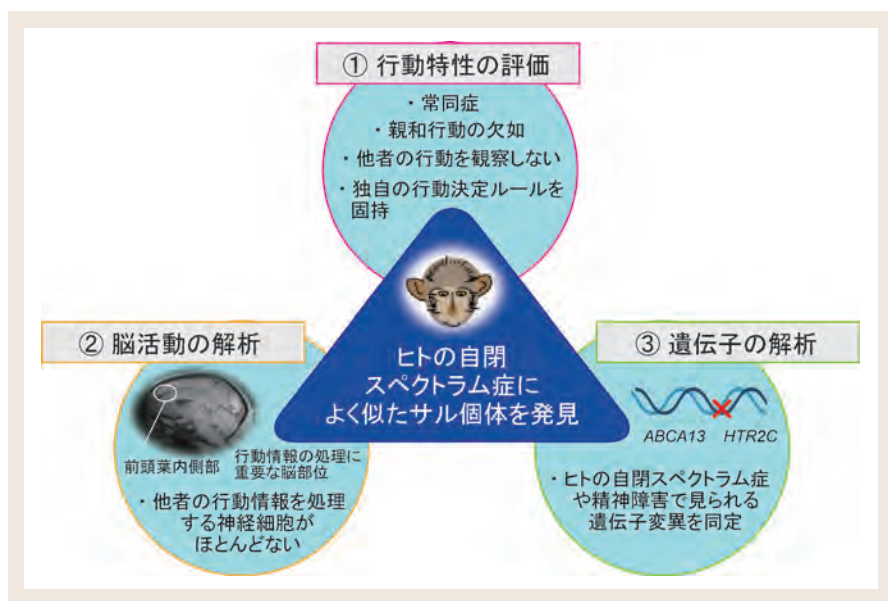 ① 行動特性の評価
・常同症
・親和行動の欠如
・他者の行動を観察しない
・独自の行動決定ルールを
固持
ヒトの自閉
スペクトラム症に
よく似たサル個体を発見
② 脳活動の解析
前頭葉内側部
行動情報の処理に
重要な脳部位
・他者の行動情報を処理
する神経細胞が
ほとんどない
③ 遺伝子の解析
ABCA13 HTR2C
・ヒトの自閉スペクトラム症
や精神障害で見られる
遺伝子変異を同定